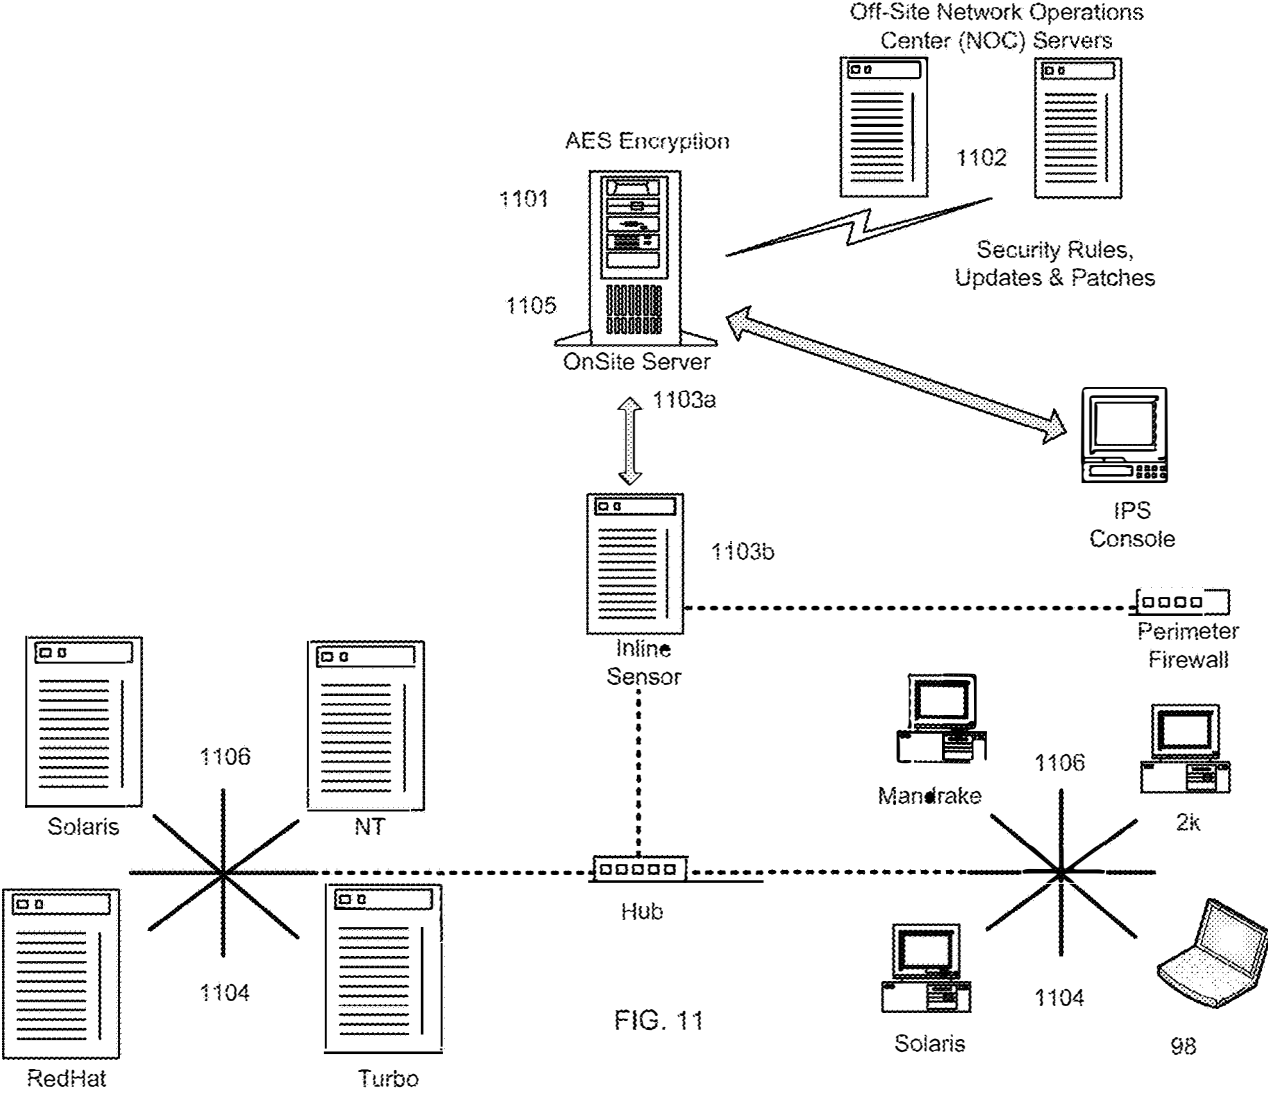 Off-Site Network Operations
Center (NOC) Servers
AES Encryption
1101
1102
1105
Security Rules,
Updates & Patches
OnSite Server
1103a
IPS
Console
1103b
Inline
Sensor
Perimeter
Firewall
1106
Solaris
NT
1106
Mandrake
2k
Hub
1104
RedHat
Turbo
FIG. 11
1104
Solaris
98